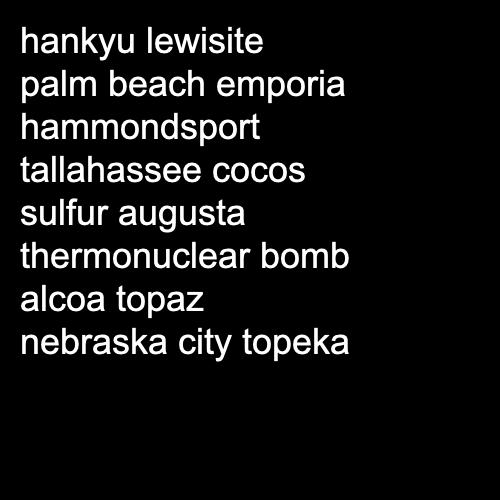 hankyu lewisite
palm beach emporia
hammondsport
tallahassee cocos
sulfur augusta
thermonuclear bomb
alcoa topaz
nebraska city topeka